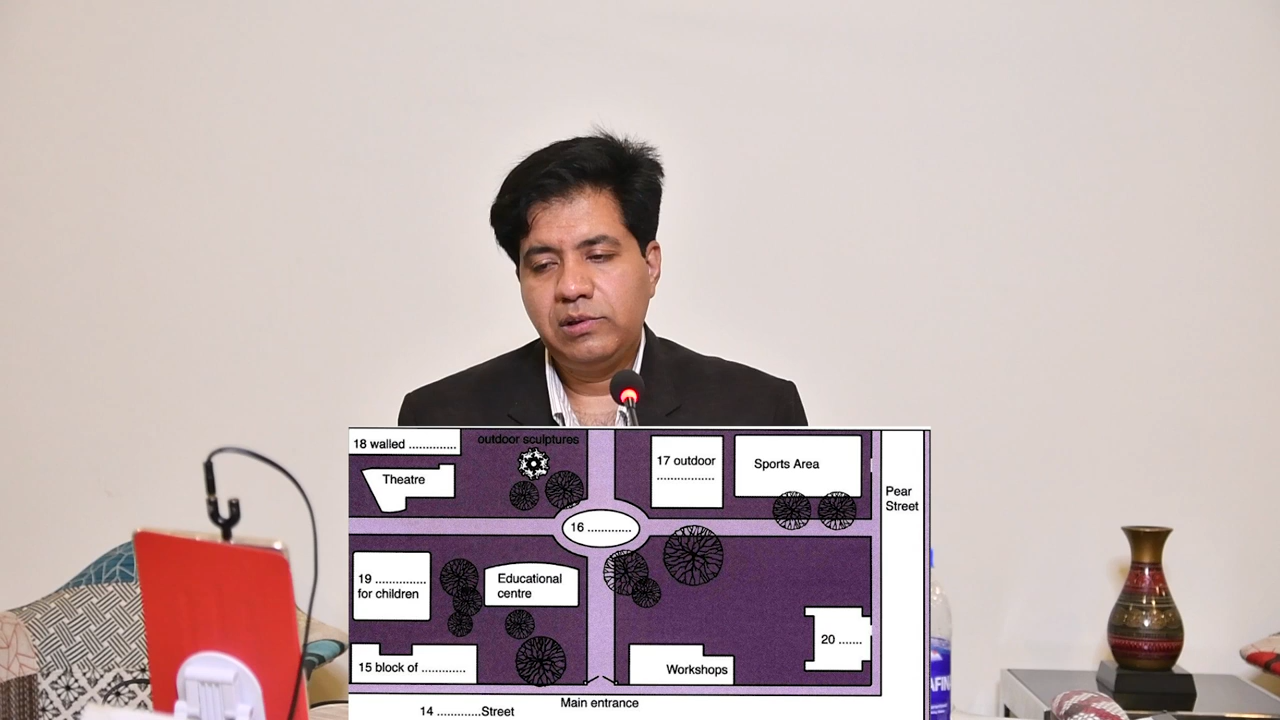 18 walled ..............
outdoor sculptures
Theatre
17 outdoor
.................
Sports Area
Pear
Street
16 .............
19 ...............
for children
Educational
centre
15 block of .............
Workshops
20 .......
Main entrance
14 .............Street
AFIN